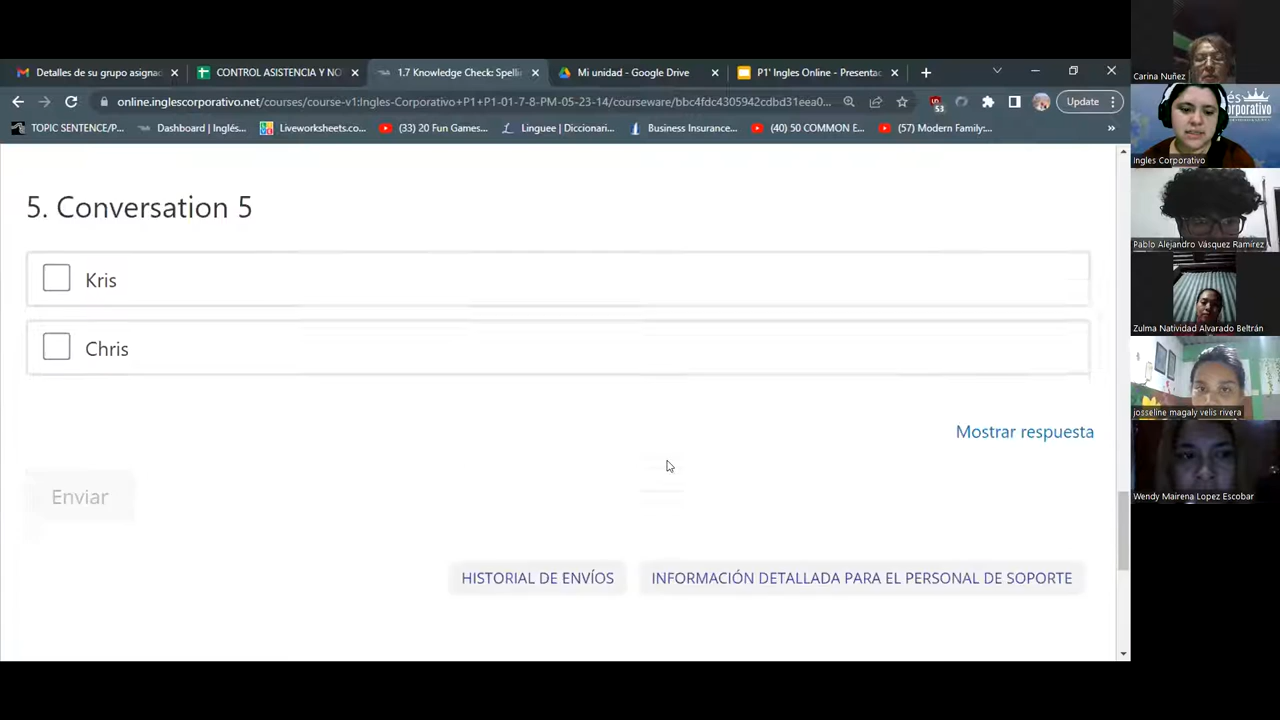 Detalles de su grupo asignac
CONTROL ASISTENCIA Y NO
1.7 Knowledge Check: Spelli
Mi unidad - Google Drive
P1' Ingles Online - Presentac
online.inglescorporativo.net/courses/course-v1:Ingles-Corporativo+P1+P1-01-7-8-PM-05-23-14/courseware/bbc4fdc4305942cdbd31eea0...
53
Update
TOPIC SENTENCE/P...
Dashboard | Inglés...
Liveworksheets.co...
(33) 20 Fun Games...
Linguee | Diccionari...
Business Insurance...
(40) 50 COMMON E...
(57) Modern Family:...
»
5. Conversation 5
Kris
Chris
Mostrar respuesta
Enviar
HISTORIAL DE ENVÍOS
INFORMACIÓN DETALLADA PARA EL PERSONAL DE SOPORTE
Carina Nuñez
Ingles Corporativo
Pablo Alejandro Vásquez Ramirez
Zulma Natividad Alvarado Beltrán
josseline magaly velis rivera
Wendy Mairena Lopez Escobar